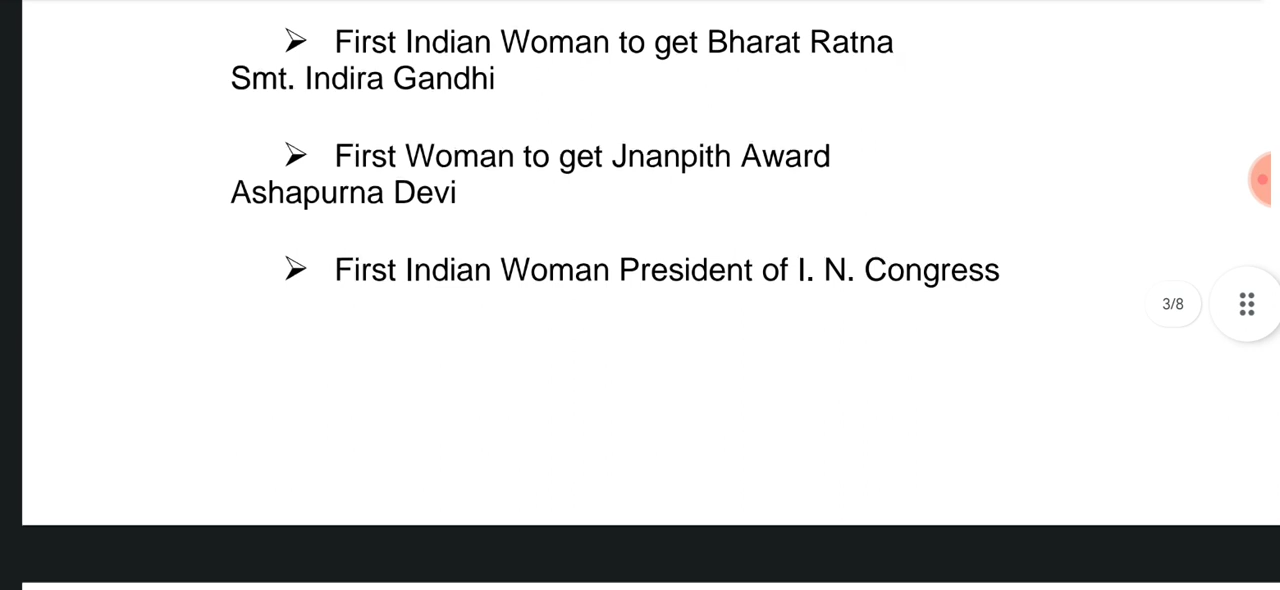 ➢ First Indian Woman to get Bharat Ratna
Smt. Indira Gandhi
➢ First Woman to get Jnanpith Award
Ashapurna Devi
➢ First Indian Woman President of I. N. Congress
3/8